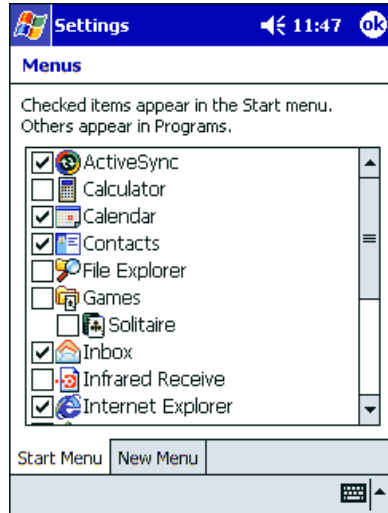 Settings 11:47 ok
Menus
Checked items appear in the Start menu.
Others appear in Programs.
ActiveSync
Calculator
Calendar
Contacts
File Explorer
Games
Solitaire
Inbox
Infrared Receive
Internet Explorer
Start Menu New Menu